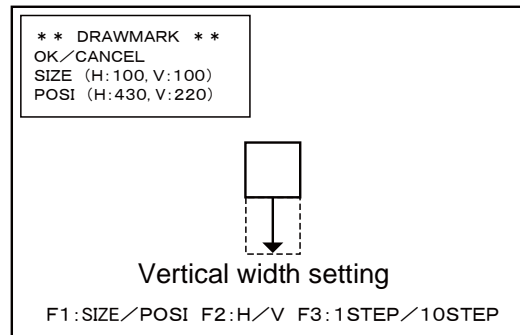 ** DRAWMARK **
OK／CANCEL
SIZE (H:100, V:100)
POSI (H:430, V:220)
Vertical width setting
F1:SIZE／POSI F2:H／V F3:1STEP／10STEP